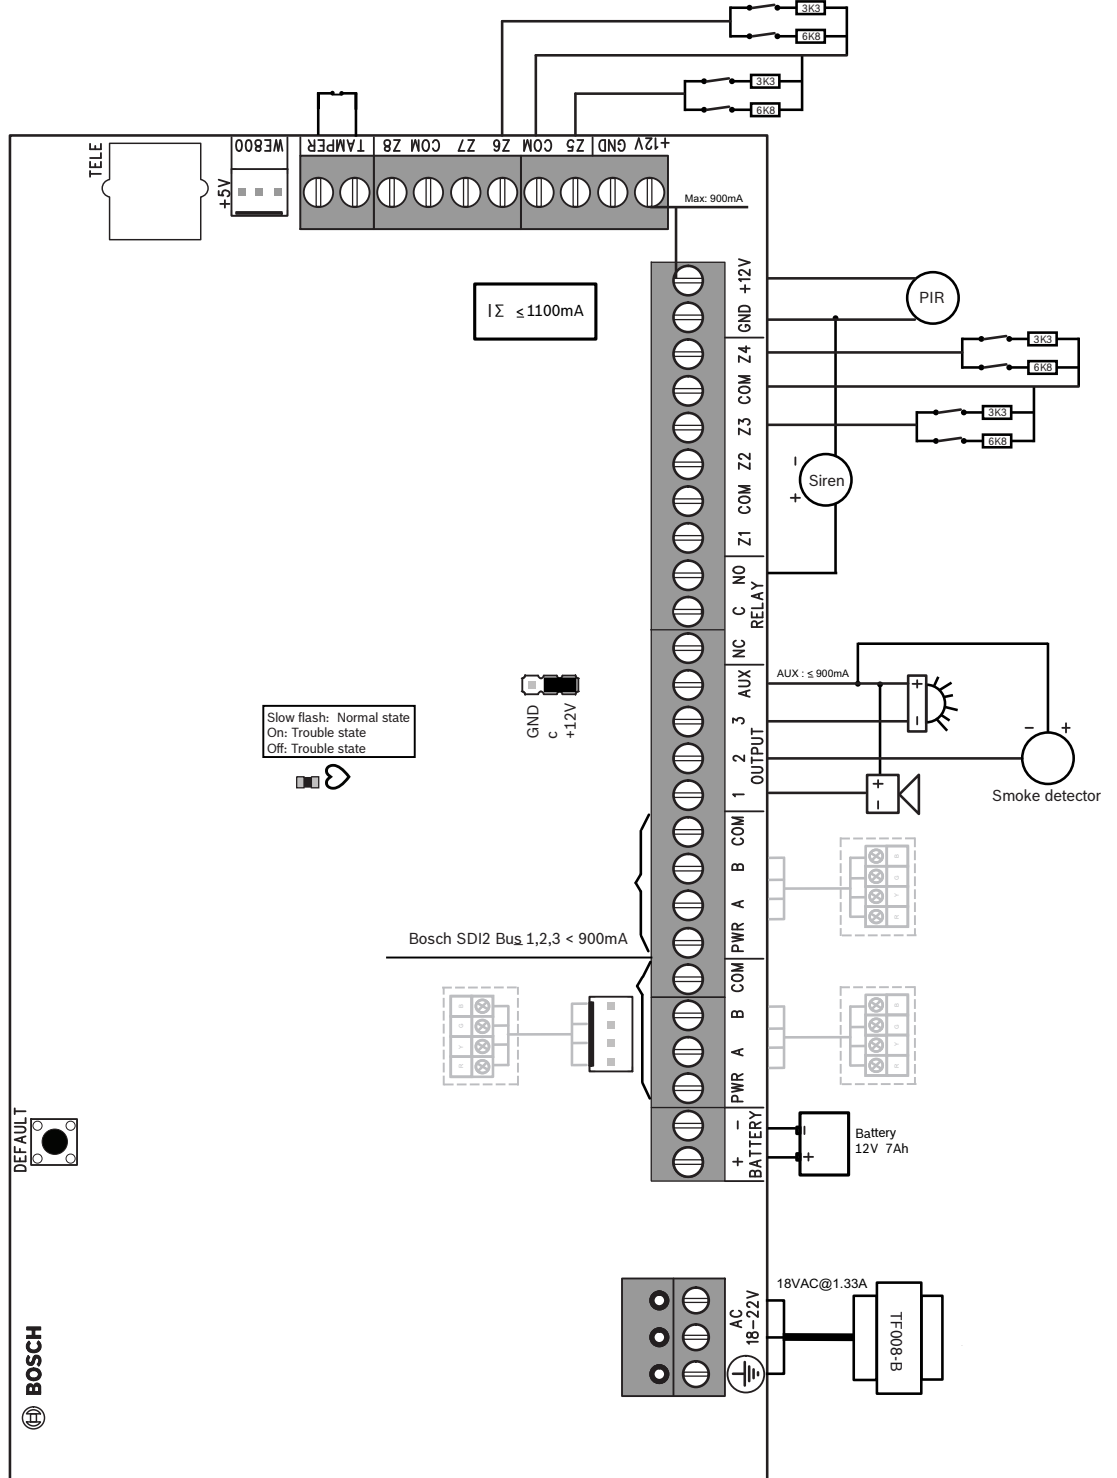 3K3
6K8
3K3
6K8
TELE
+5V
WE800
TAMPER
Z8 COM Z7 Z6 COM Z5 GND +12V
Max: 900mA
I Σ ≤ 1100mA
+12V
GND
Z4
COM
Z3
Z2
COM
Z1
NO
C
NC
RELAY
PIR
3K3
6K8
3K3
6K8
-
+
Siren
AUX
3
2
1
OUTPUT
AUX : ≤ 900mA
+
-
- +
Smoke detector
+
-
GND
c
+12V
Slow flash: Normal state
On: Trouble state
Off: Trouble state
COM
B
A
PWR
Bosch SDI2 Bus 1,2,3 < 900mA
COM
B
A
PWR
-
+
BATTERY
-
+
Battery
12V 7Ah
DEFAULT
AC
18-22V
18VAC@1.33A
TF008-B
BOSCH